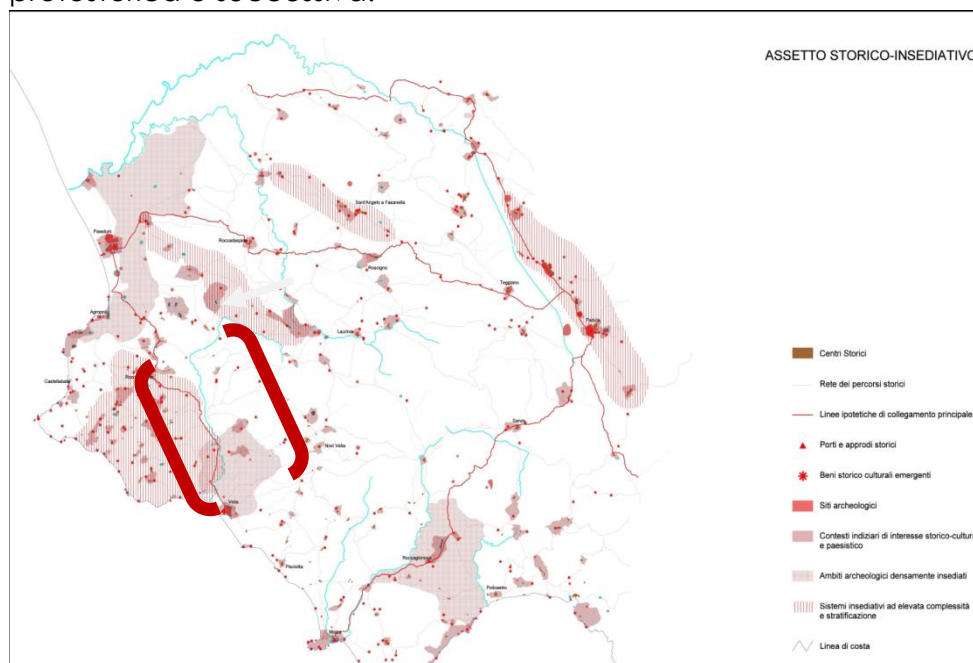 preistorica e successiva.
ASSETTO STORICO-INSEDIATIVO
Sant'Angelo a Fasanella
Paestum
Roccadaspide
Roscigno
Teggiano
Agropoli
Laurino
Padula
Castellabate
Novi Velia
Sanza
Velia
Roccagloriosa
Pisciotta
Policastro
Centri Storici
Rete dei percorsi storici
Linee ipotetiche di collegamento principale
Porti e approdi storici
Beni storico culturali emergenti
Siti archeologici
Contesti indiziari di interesse storico-cultura
e paesistico
Ambiti archeologici densamente insediati
Sistemi insediativi ad elevata complessità
e stratificazione
Linea di costa